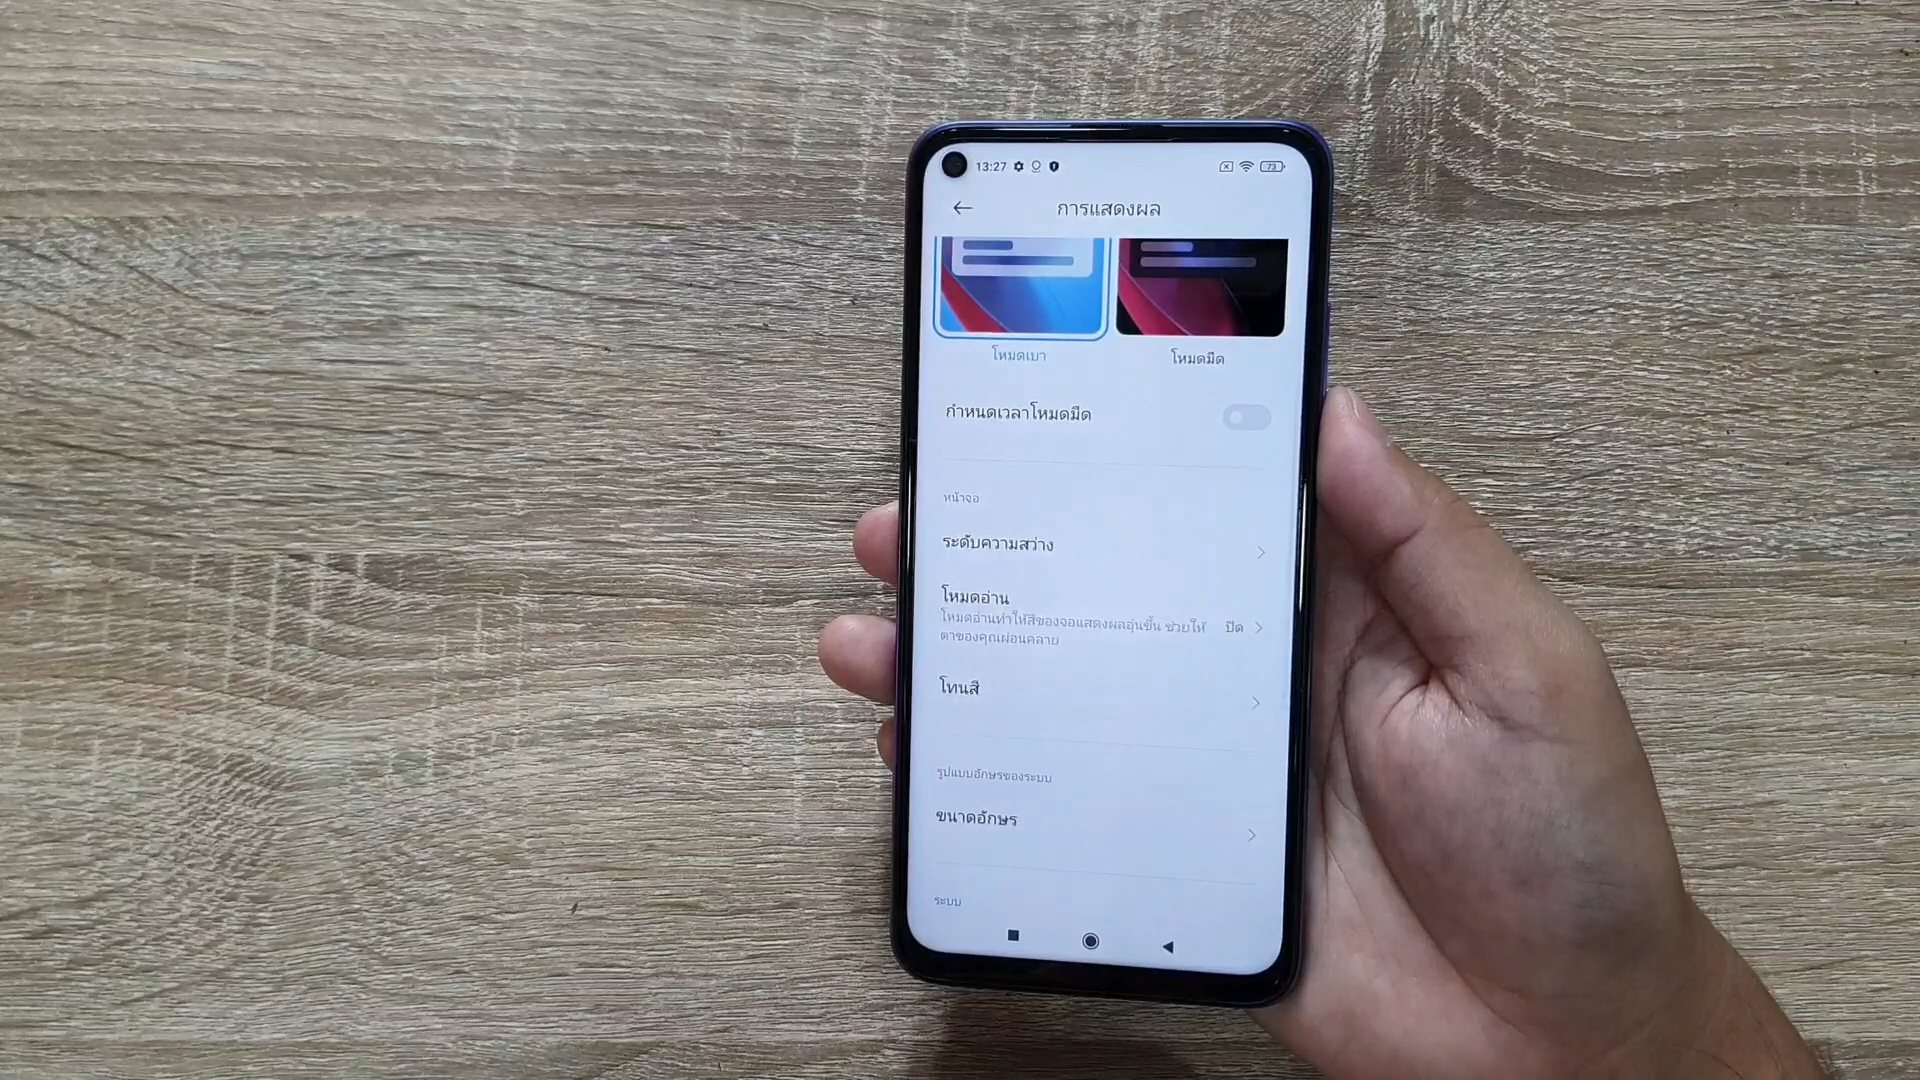 13:27 73
การแสดงผล
โหมดเบา โหมดมืด
กำหนดเวลาโหมดมืด
หน้าจอ
ระดับความสว่าง
โหมดอ่าน
โหมดอ่านทำให้สีของจอแสดงผลอุ่นขึ้น ช่วยให้ ปิด
ตาของคุณผ่อนคลาย
โทนสี
รูปแบบอักษรของระบบ
ขนาดอักษร
ระบบ